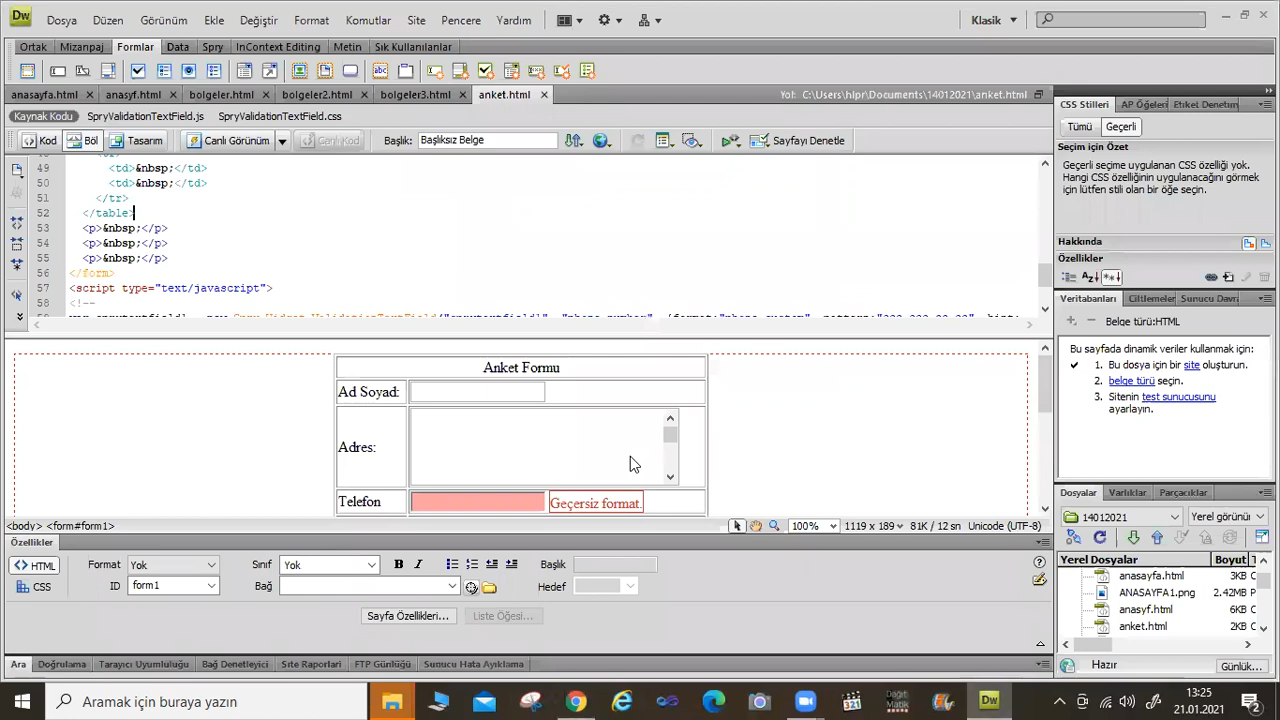 Dw Dosya Düzen Görünüm Ekle Değiştir Format Komutlar Site Pencere Yardım Klasik
Ortak Mizanpaj Formlar Data Spry InContext Editing Metin Sık Kullanılanlar
anasayfa.html anasyf.html bolgeler.html bolgeler2.html bolgeler3.html anket.html Yol: C:\Users\hlpr\Documents\14012021\anket.html
Kaynak Kodu SpryValidationTextField.js SpryValidationTextField.css
Kod Böl Tasarım Canlı Görünüm Canlı Kod Başlık: Başlıksız Belge Sayfayı Denetle
49 <td>&nbsp;</td>
50 <td>&nbsp;</td>
51 </tr>
52 </table>
53 <p>&nbsp;</p>
54 <p>&nbsp;</p>
55 <p>&nbsp;</p>
56 </form>
57 <script type="text/javascript">
58 <!--
Anket Formu
Ad Soyad:
Adres:
Telefon Geçersiz format.
<body> <form#form1> 100% 1119 x 189 81K / 12 sn Unicode (UTF-8)
Özellikler
HTML Format Yok Sınıf Yok B I Başlık
CSS ID form1 Bağ Hedef
Sayfa Özellikleri... Liste Öğesi...
Ara Doğrulama Tarayıcı Uyumluluğu Bağ Denetleyici Site Raporları FTP Günlüğü Sunucu Hata Ayıklama
CSS Stilleri AP Öğeleri Etiket Denetim
Tümü Geçerli
Seçim için Özet
Geçerli seçime uygulanan CSS özelliği yok.
Hangi CSS özelliğinin uygulanacağını görmek
için lütfen stili olan bir öğe seçin.
Hakkında
Özellikler
Veritabanları Ciltlemeler Sunucu Davr
Belge türü:HTML
Bu sayfada dinamik veriler kullanmak için:
1. Bu dosya için bir site oluşturun.
2. belge türü seçin.
3. Sitenin test sunucusunu
ayarlayın.
Dosyalar Varlıklar Parçacıklar
14012021 Yerel görünü
Yerel Dosyalar Boyut
anasayfa.html 3KB
ANASAYFA1.png 2.42MB
anasyf.html 6KB
anket.html 2KB
Hazır Günlük...
Aramak için buraya yazın
Dağıtı Matik
13:25
21.01.2021
2